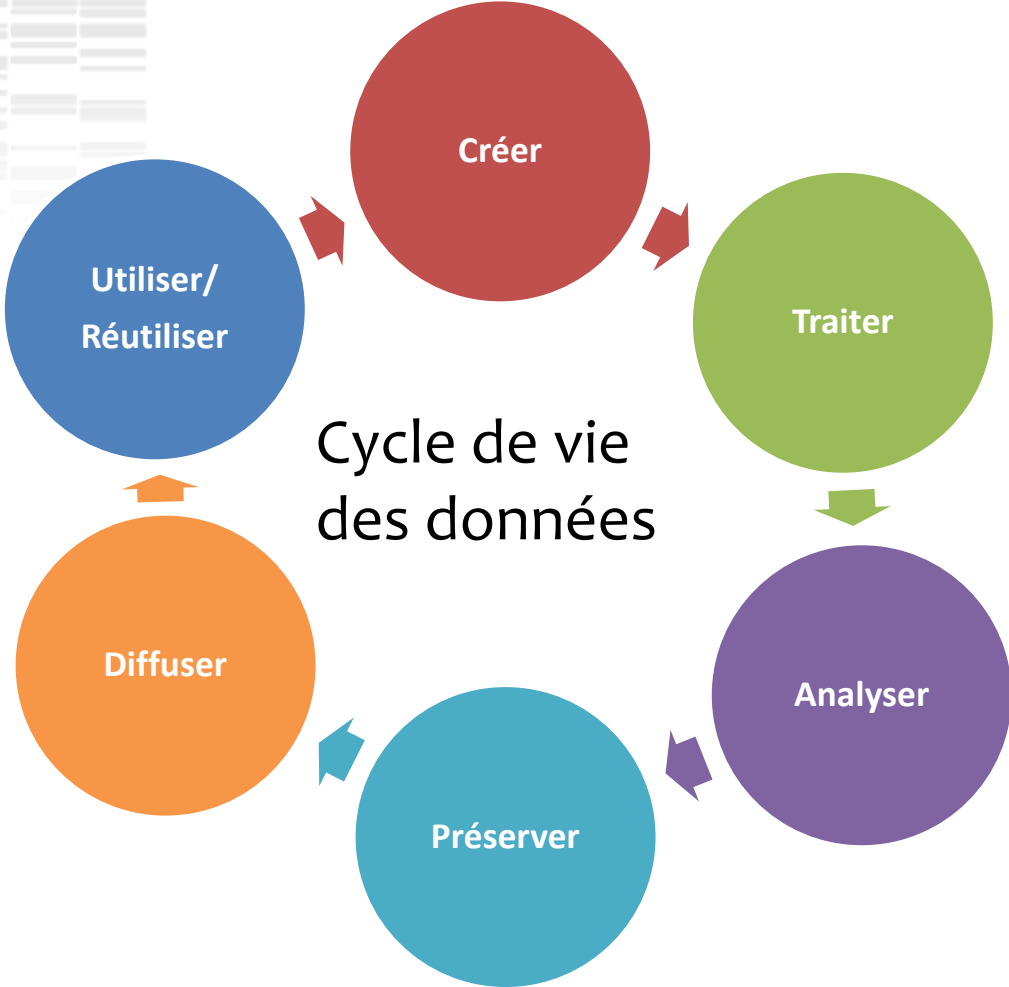 Créer
Traiter
Analyser
Préserver
Diffuser
Utiliser/
Réutiliser
Cycle de vie
des données